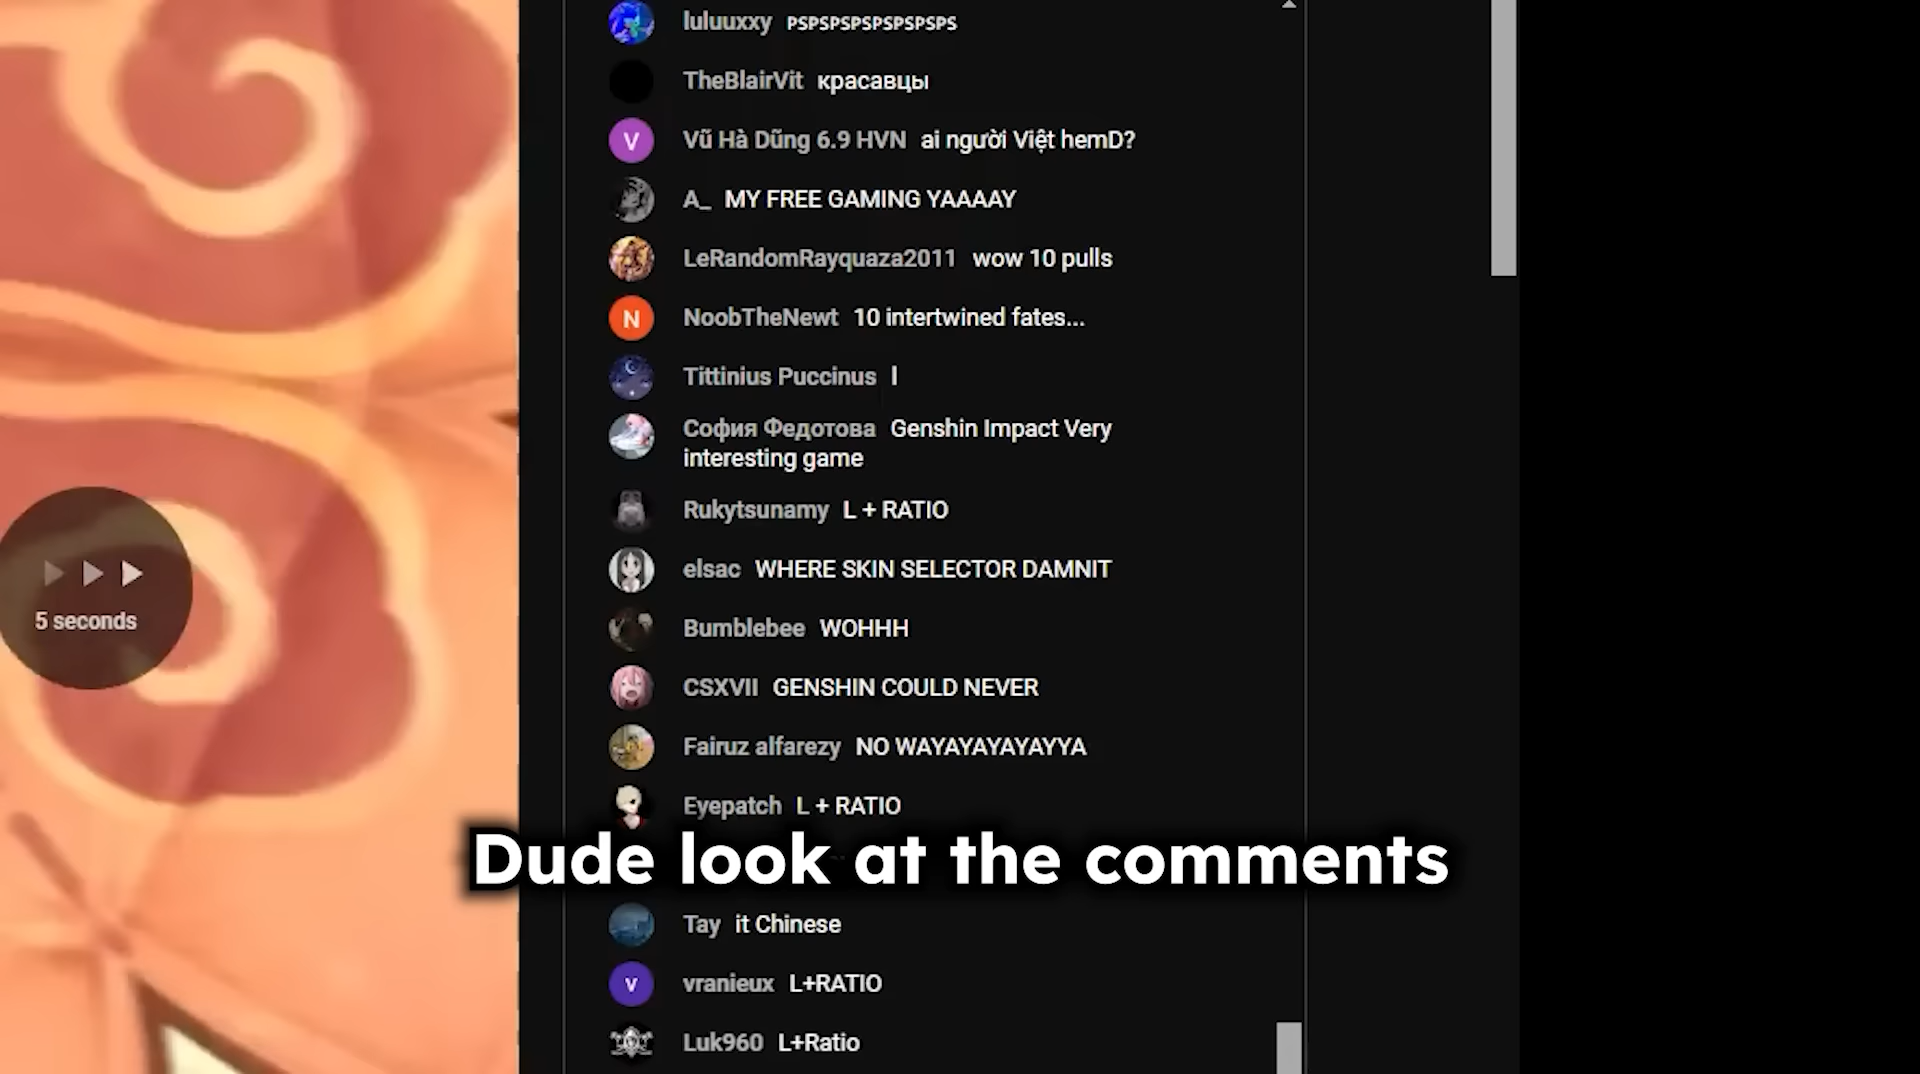 luluuxxy PSPSPSPSPSPSPSPS
TheBlairVit красавцы
Vũ Hà Dũng 6.9 HVN ai người Việt hemD?
A_ MY FREE GAMING YAAAAY
LeRandomRayquaza2011 wow 10 pulls
NoobTheNewt 10 intertwined fates...
Tittinius Puccinus l
София Федотова Genshin Impact Very
interesting game
Rukytsunamy L + RATIO
5 seconds
elsac WHERE SKIN SELECTOR DAMNIT
Bumblebee WOHHH
CSXVII GENSHIN COULD NEVER
Fairuz alfarezy NO WAYAYAYAYAYYA
Eyepatch L + RATIO
Dude look at the comments
Tay it Chinese
vranieux L+RATIO
Luk960 L+Ratio